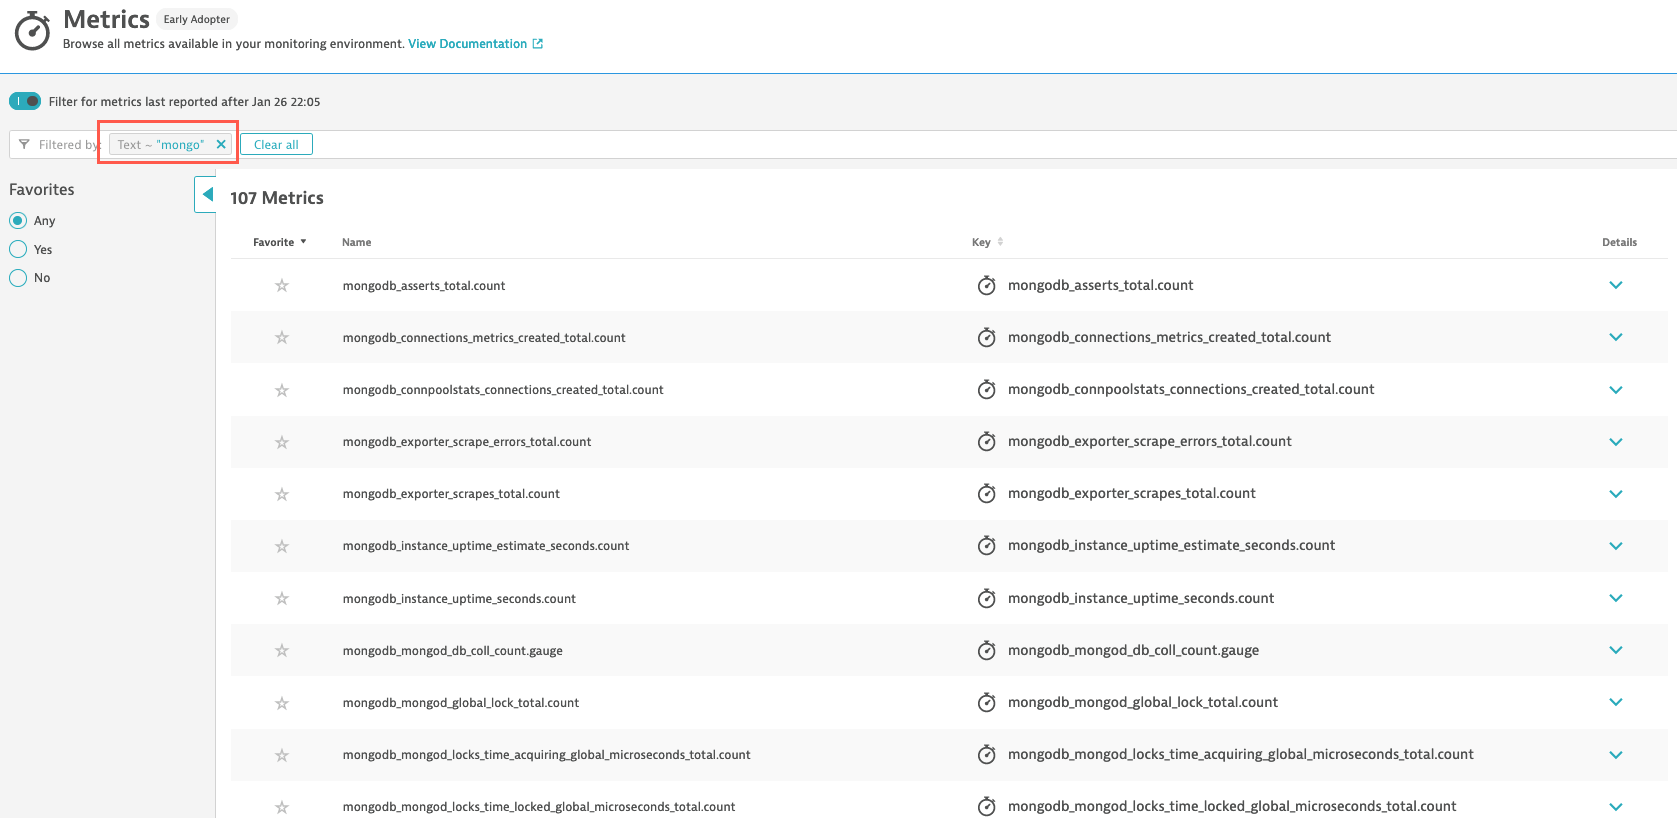 Metrics Early Adopter
Browse all metrics available in your monitoring environment. View Documentation
Filter for metrics last reported after Jan 26 22:05
Filtered by: Text ~ "mongo" Clear all
Favorites
Any
Yes
No
107 Metrics
Favorite Name Key Details
mongodb_asserts_total.count mongodb_asserts_total.count
mongodb_connections_metrics_created_total.count mongodb_connections_metrics_created_total.count
mongodb_connpoolstats_connections_created_total.count mongodb_connpoolstats_connections_created_total.count
mongodb_exporter_scrape_errors_total.count mongodb_exporter_scrape_errors_total.count
mongodb_exporter_scrapes_total.count mongodb_exporter_scrapes_total.count
mongodb_instance_uptime_estimate_seconds.count mongodb_instance_uptime_estimate_seconds.count
mongodb_instance_uptime_seconds.count mongodb_instance_uptime_seconds.count
mongodb_mongod_db_coll_count.gauge mongodb_mongod_db_coll_count.gauge
mongodb_mongod_global_lock_total.count mongodb_mongod_global_lock_total.count
mongodb_mongod_locks_time_acquiring_global_microseconds_total.count mongodb_mongod_locks_time_acquiring_global_microseconds_total.count
mongodb_mongod_locks_time_locked_global_microseconds_total.count mongodb_mongod_locks_time_locked_global_microseconds_total.count